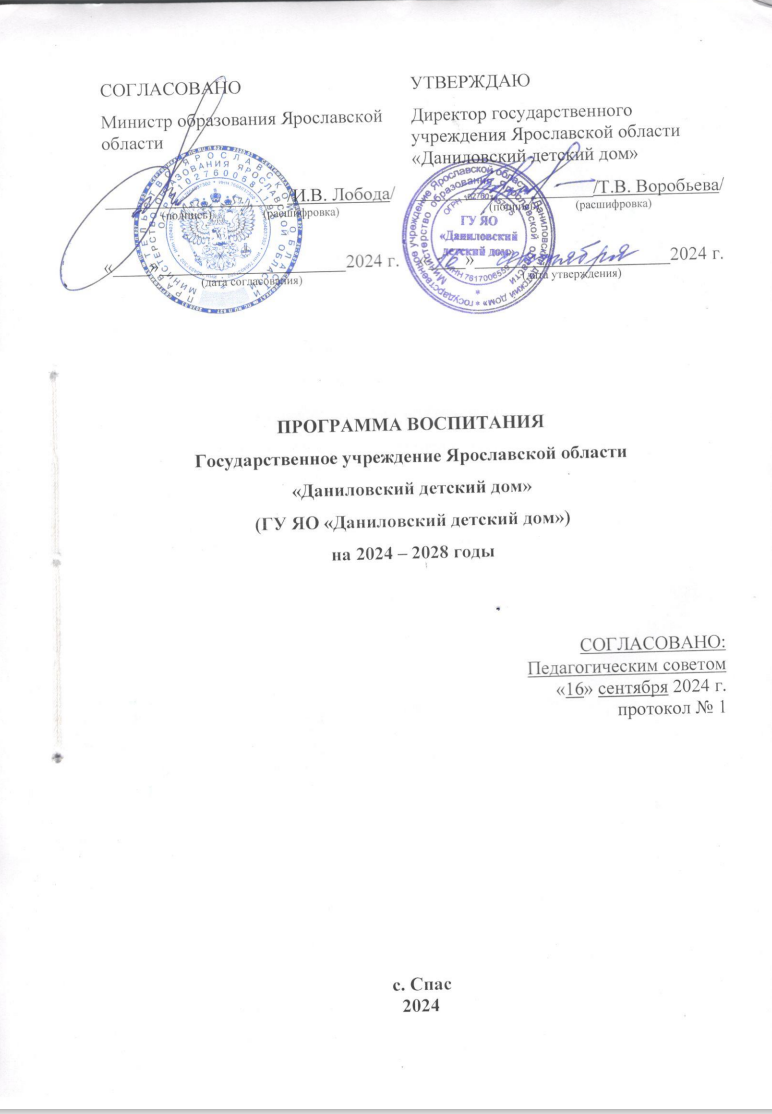 СОГЛАСОВАНО
Министр образования Ярославской
области
/И.В. Лобода/
(подпись) (расшифровка)
« » 2024 г.
(дата согласования)
УТВЕРЖДАЮ
Директор государственного
учреждения Ярославской области
«Даниловский детский дом»
/Т.В. Воробьева/
(расшифровка)
«16» сентября 2024 г.
(дата утверждения)
ГУ ЯО
«Даниловский
детский дом»
ПРОГРАММА ВОСПИТАНИЯ
Государственное учреждение Ярославской области
«Даниловский детский дом»
(ГУ ЯО «Даниловский детский дом»)
на 2024 – 2028 годы
СОГЛАСОВАНО:
Педагогическим советом
«16» сентября 2024 г.
протокол № 1
с. Спас
2024